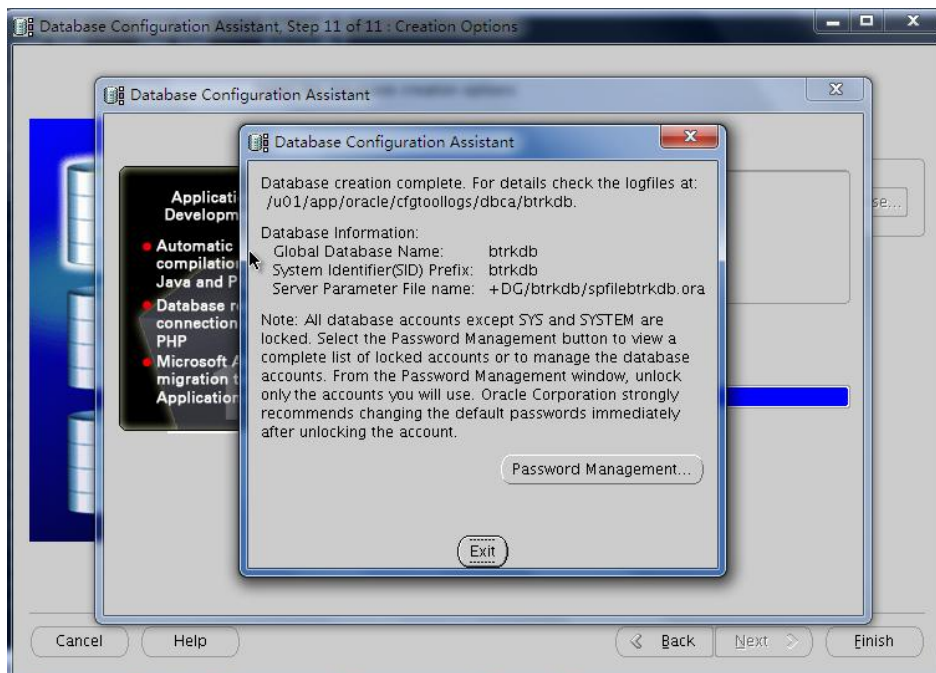 Database Configuration Assistant, Step 11 of 11 : Creation Options
Database Configuration Assistant
creation options
Database Configuration Assistant
Applicati
Developm
Automatic
compilatio
Java and P
Database r
connection
PHP
Microsoft A
migration t
Application
Database creation complete. For details check the logfiles at:
/u01/app/oracle/cfgtoollogs/dbca/btrkdb.
Database Information:
Global Database Name: btrkdb
System Identifier(SID) Prefix: btrkdb
Server Parameter File name: +DG/btrkdb/spfilebtrkdb.ora
Note: All database accounts except SYS and SYSTEM are
locked. Select the Password Management button to view a
complete list of locked accounts or to manage the database
accounts. From the Password Management window, unlock
only the accounts you will use. Oracle Corporation strongly
recommends changing the default passwords immediately
after unlocking the account.
Password Management...
Exit
se...
Cancel
Help
Back
Next
Finish